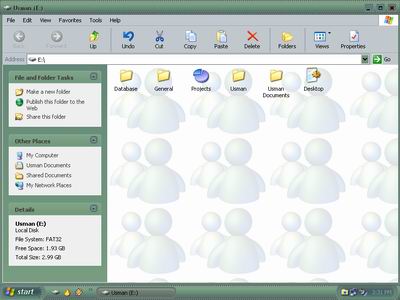 Usman (E:)
File Edit View Favorites Tools Help
Back Forward Up Undo Cut Copy Paste Delete Folders Views Properties
Address E:\ Go
File and Folder Tasks
Make a new folder
Publish this folder to the
Web
Share this folder
Other Places
My Computer
Usman Documents
Shared Documents
My Network Places
Details
Usman (E:)
Local Disk
File System: FAT32
Free Space: 1.93 GB
Total Size: 2.99 GB
Database General Projects Usman Usman
Documents Desktop
start Usman (E:) 3:31 PM